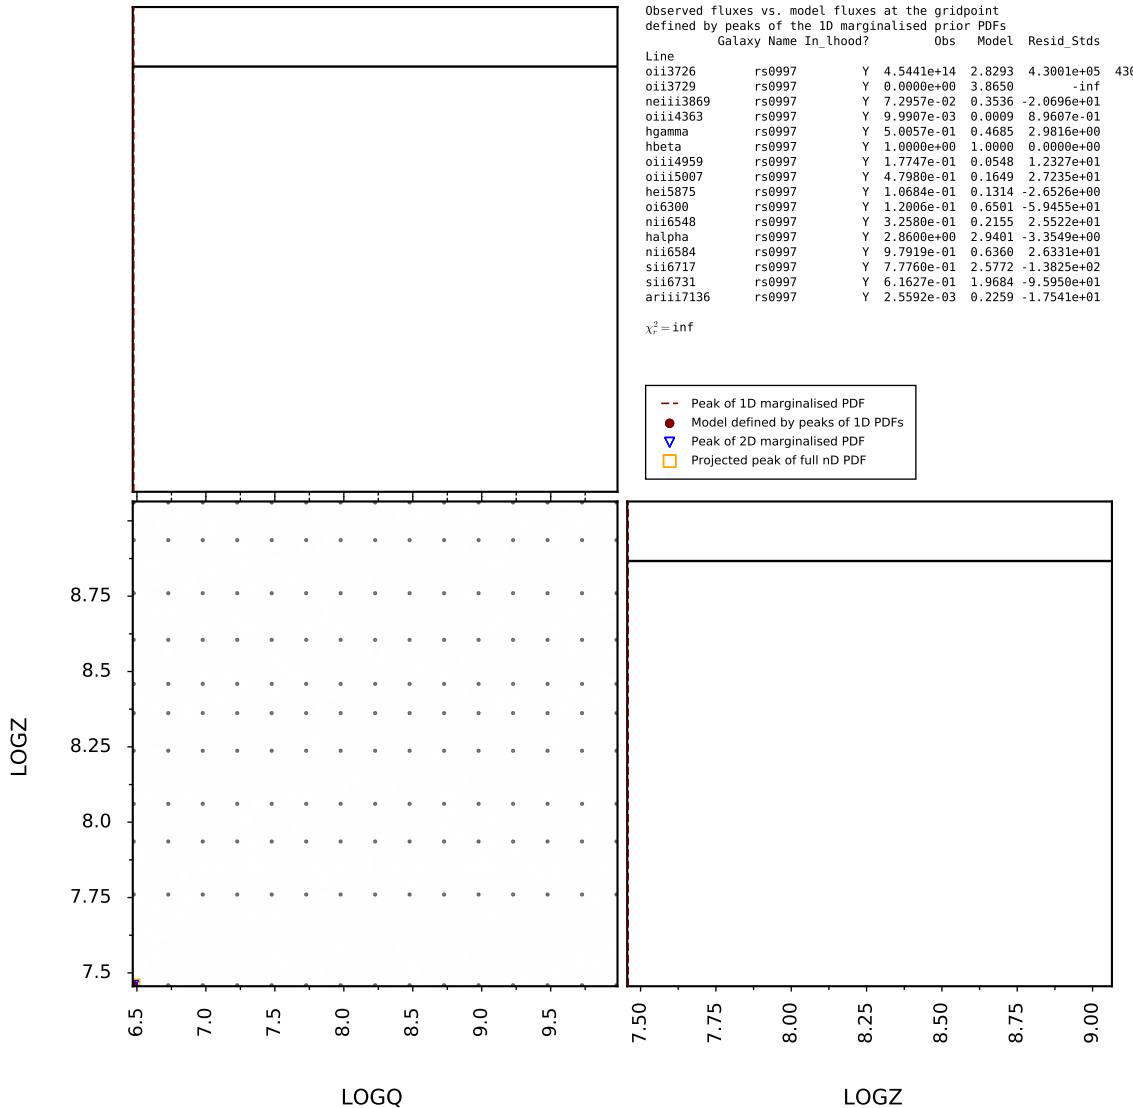 Observed fluxes vs. model fluxes at the gridpoint
defined by peaks of the 1D marginalised prior PDFs
Galaxy Name In_lhood? Obs Model Resid_Stds
Line
oii3726 rs0997 Y 4.5441e+14 2.8293 4.3001e+05 430
oii3729 rs0997 Y 0.0000e+00 3.8650 -inf
neiii3869 rs0997 Y 7.2957e-02 0.3536 -2.0696e+01
oiii4363 rs0997 Y 9.9907e-03 0.0009 8.9607e-01
hgamma rs0997 Y 5.0057e-01 0.4685 2.9816e+00
hbeta rs0997 Y 1.0000e+00 1.0000 0.0000e+00
oiii4959 rs0997 Y 1.7747e-01 0.0548 1.2327e+01
oiii5007 rs0997 Y 4.7980e-01 0.1649 2.7235e+01
hei5875 rs0997 Y 1.0684e-01 0.1314 -2.6526e+00
oi6300 rs0997 Y 1.2006e-01 0.6501 -5.9455e+01
nii6548 rs0997 Y 3.2580e-01 0.2155 2.5522e+01
halpha rs0997 Y 2.8600e+00 2.9401 -3.3549e+00
nii6584 rs0997 Y 9.7919e-01 0.6360 2.6331e+01
sii6717 rs0997 Y 7.7760e-01 2.5772 -1.3825e+02
sii6731 rs0997 Y 6.1627e-01 1.9684 -9.5950e+01
ariii7136 rs0997 Y 2.5592e-03 0.2259 -1.7541e+01
χ²ᵣ = inf
Peak of 1D marginalised PDF
Model defined by peaks of 1D PDFs
Peak of 2D marginalised PDF
Projected peak of full nD PDF
8.75
8.5
8.25
8.0
7.75
7.5
LOGZ
6.5 7.0 7.5 8.0 8.5 9.0 9.5
LOGQ
7.50 7.75 8.00 8.25 8.50 8.75 9.00
LOGZ